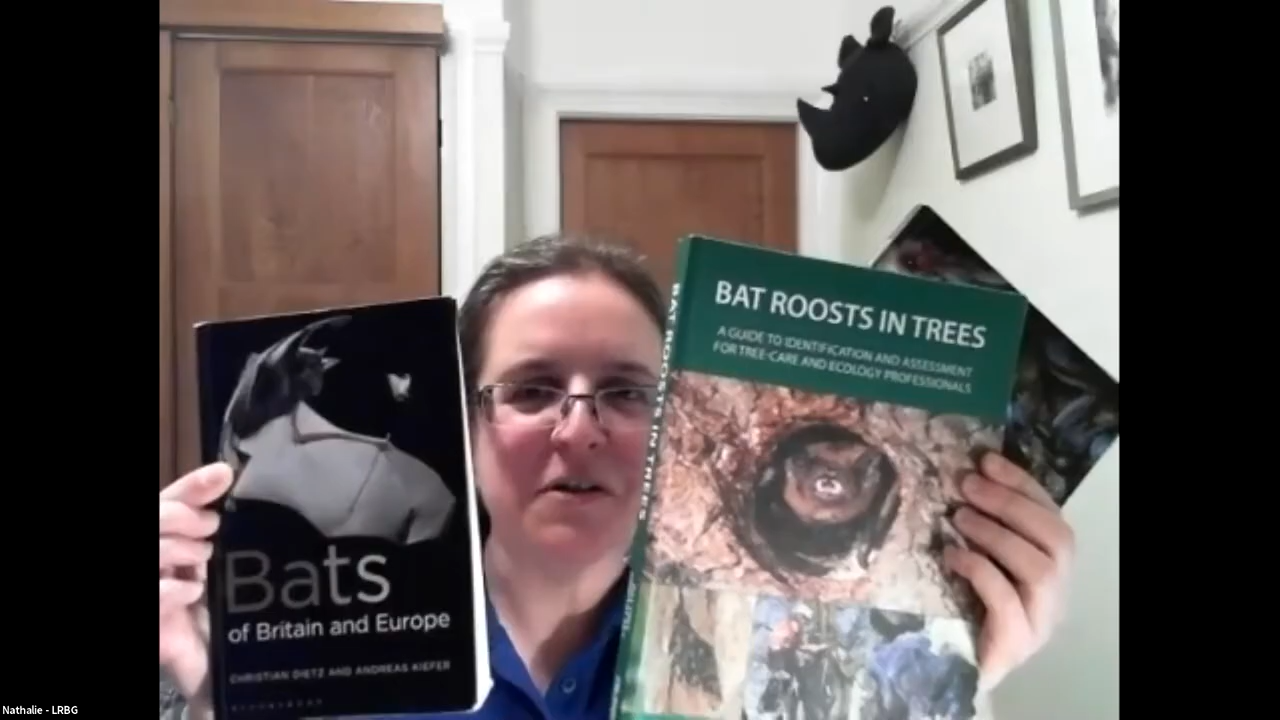 Bats
of Britain and Europe
CHRISTIAN DIETZ AND ANDREAS KIEFER
BLOOMSBURY
BAT ROOSTS IN TREES
A GUIDE TO IDENTIFICATION AND ASSESSMENT
FOR TREE-CARE AND ECOLOGY PROFESSIONALS
BAT ROOSTS IN TREES
Nathalie - LRBG